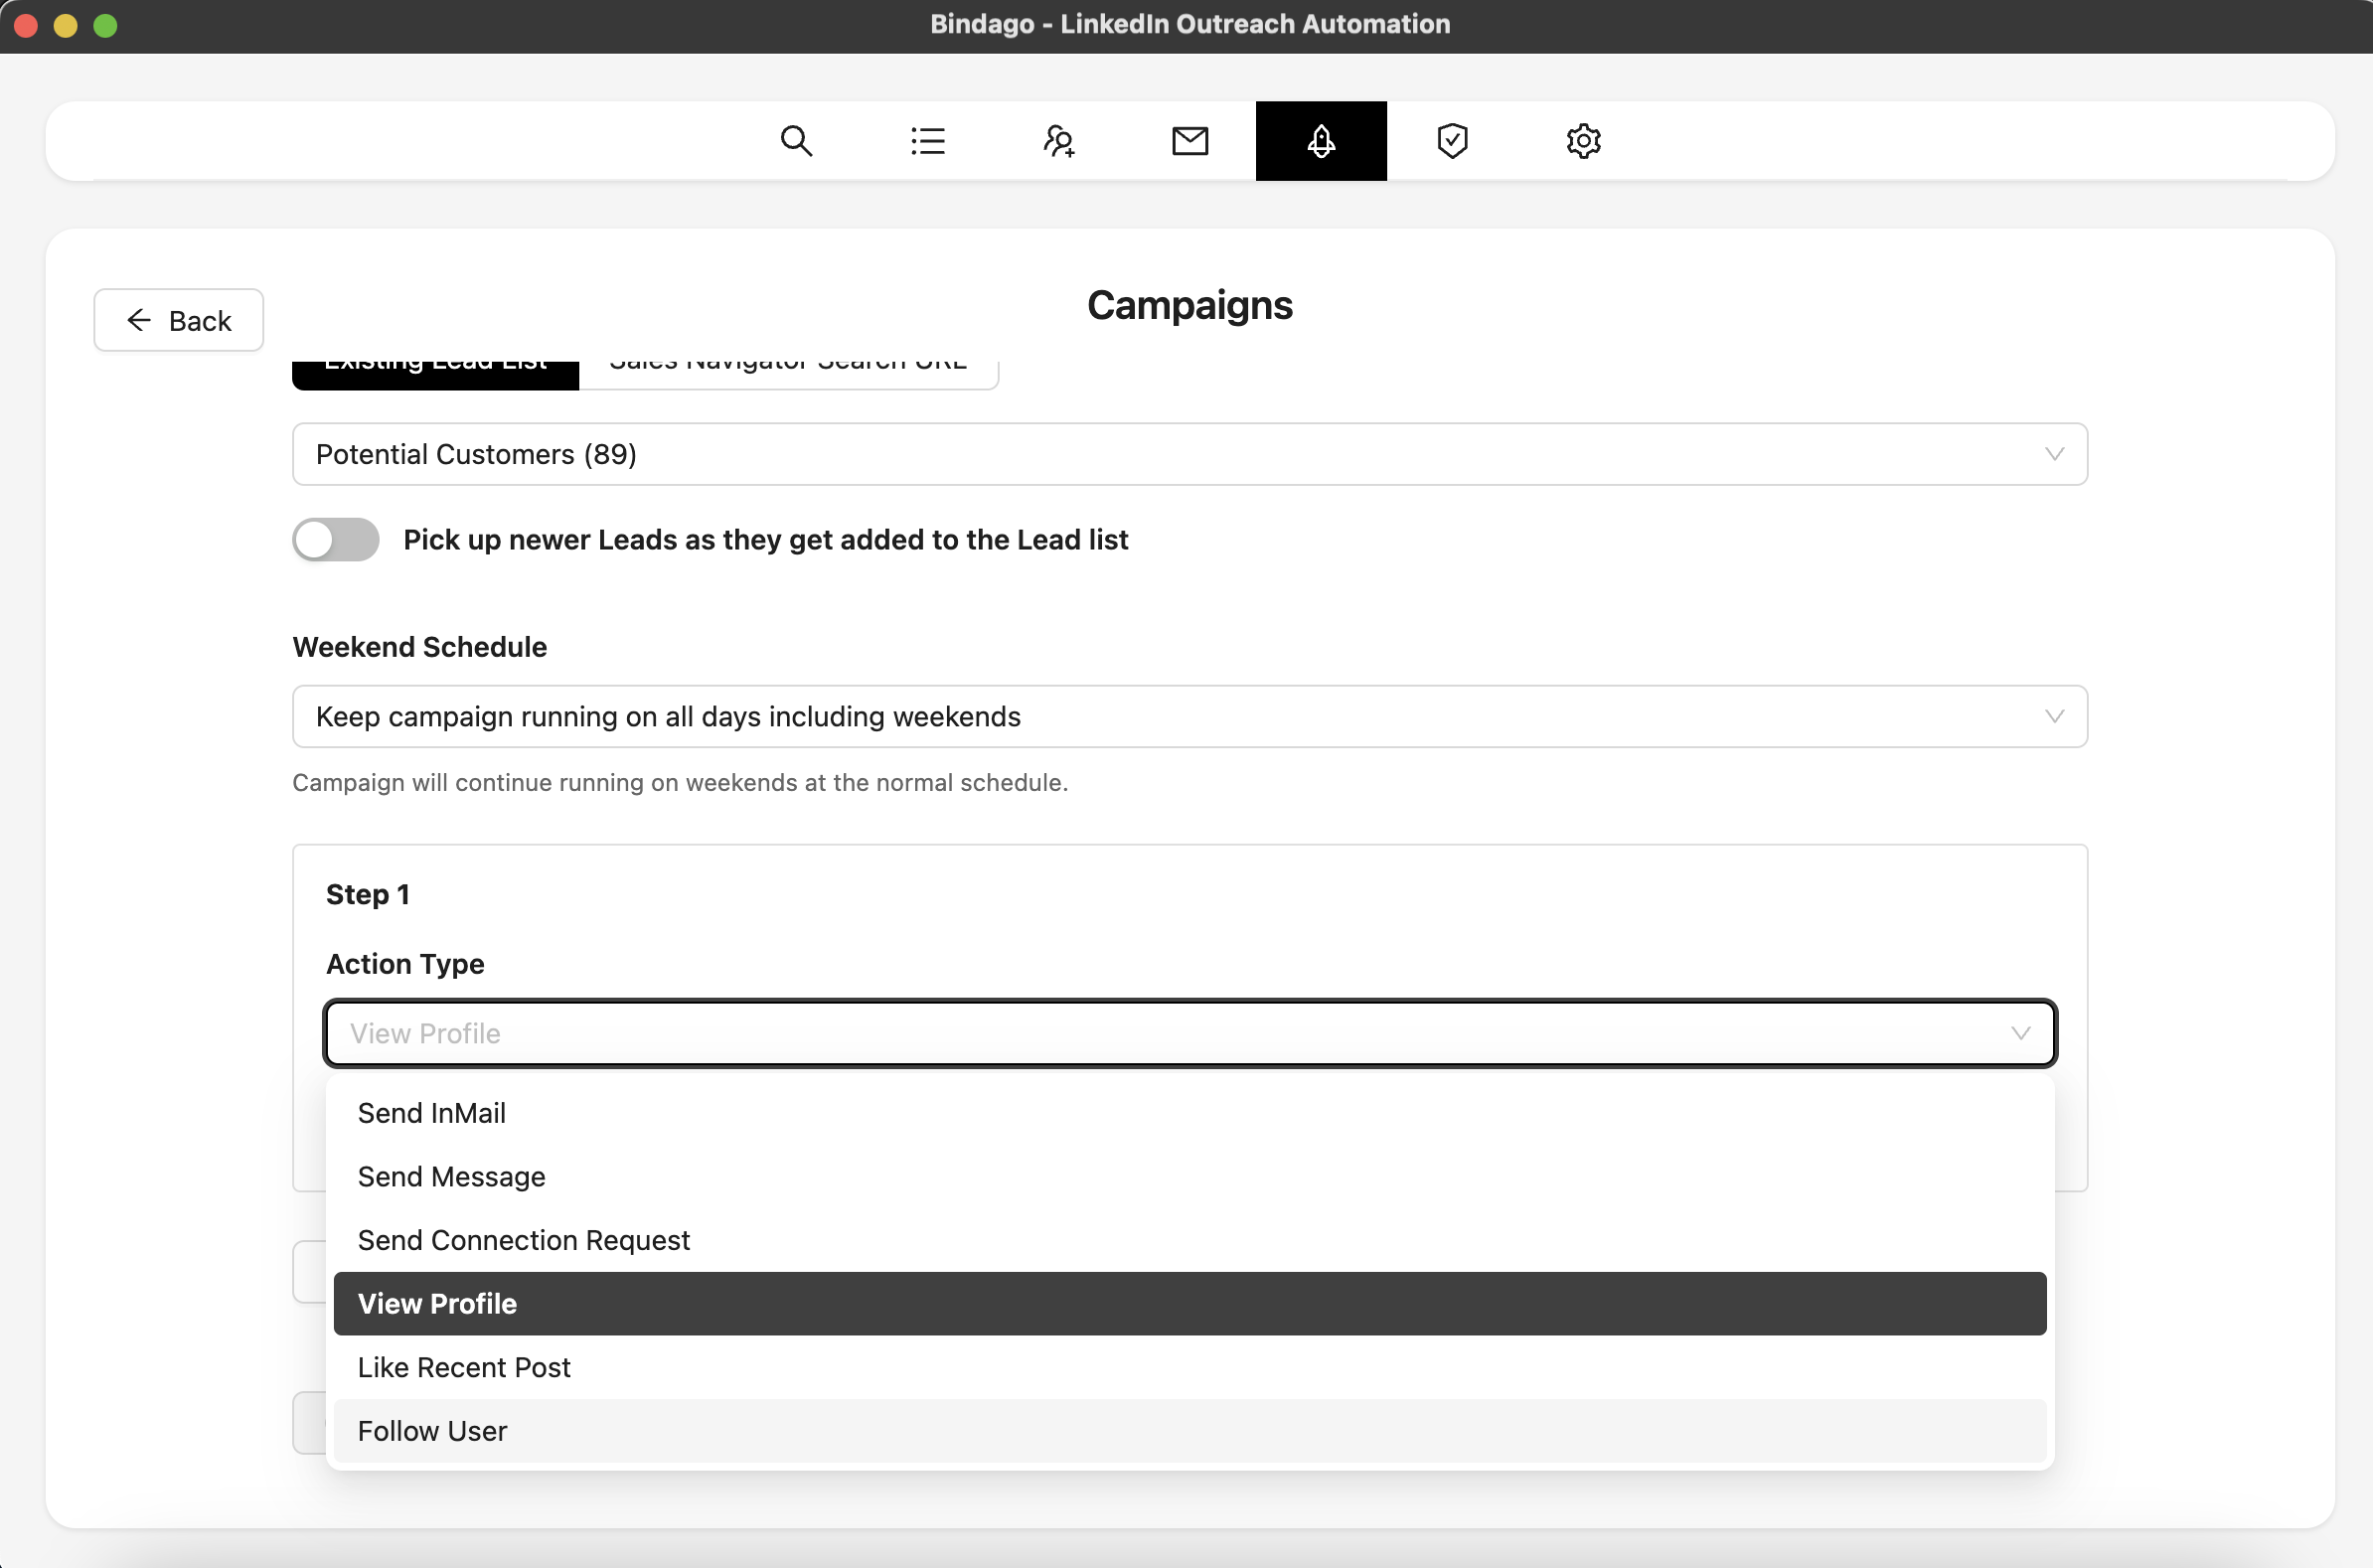 Bindago - LinkedIn Outreach Automation
Back
Campaigns
Existing Lead List
Sales Navigator Search URL
Potential Customers (89)
Pick up newer Leads as they get added to the Lead list
Weekend Schedule
Keep campaign running on all days including weekends
Campaign will continue running on weekends at the normal schedule.
Step 1
Action Type
View Profile
Send InMail
Send Message
Send Connection Request
View Profile
Like Recent Post
Follow User